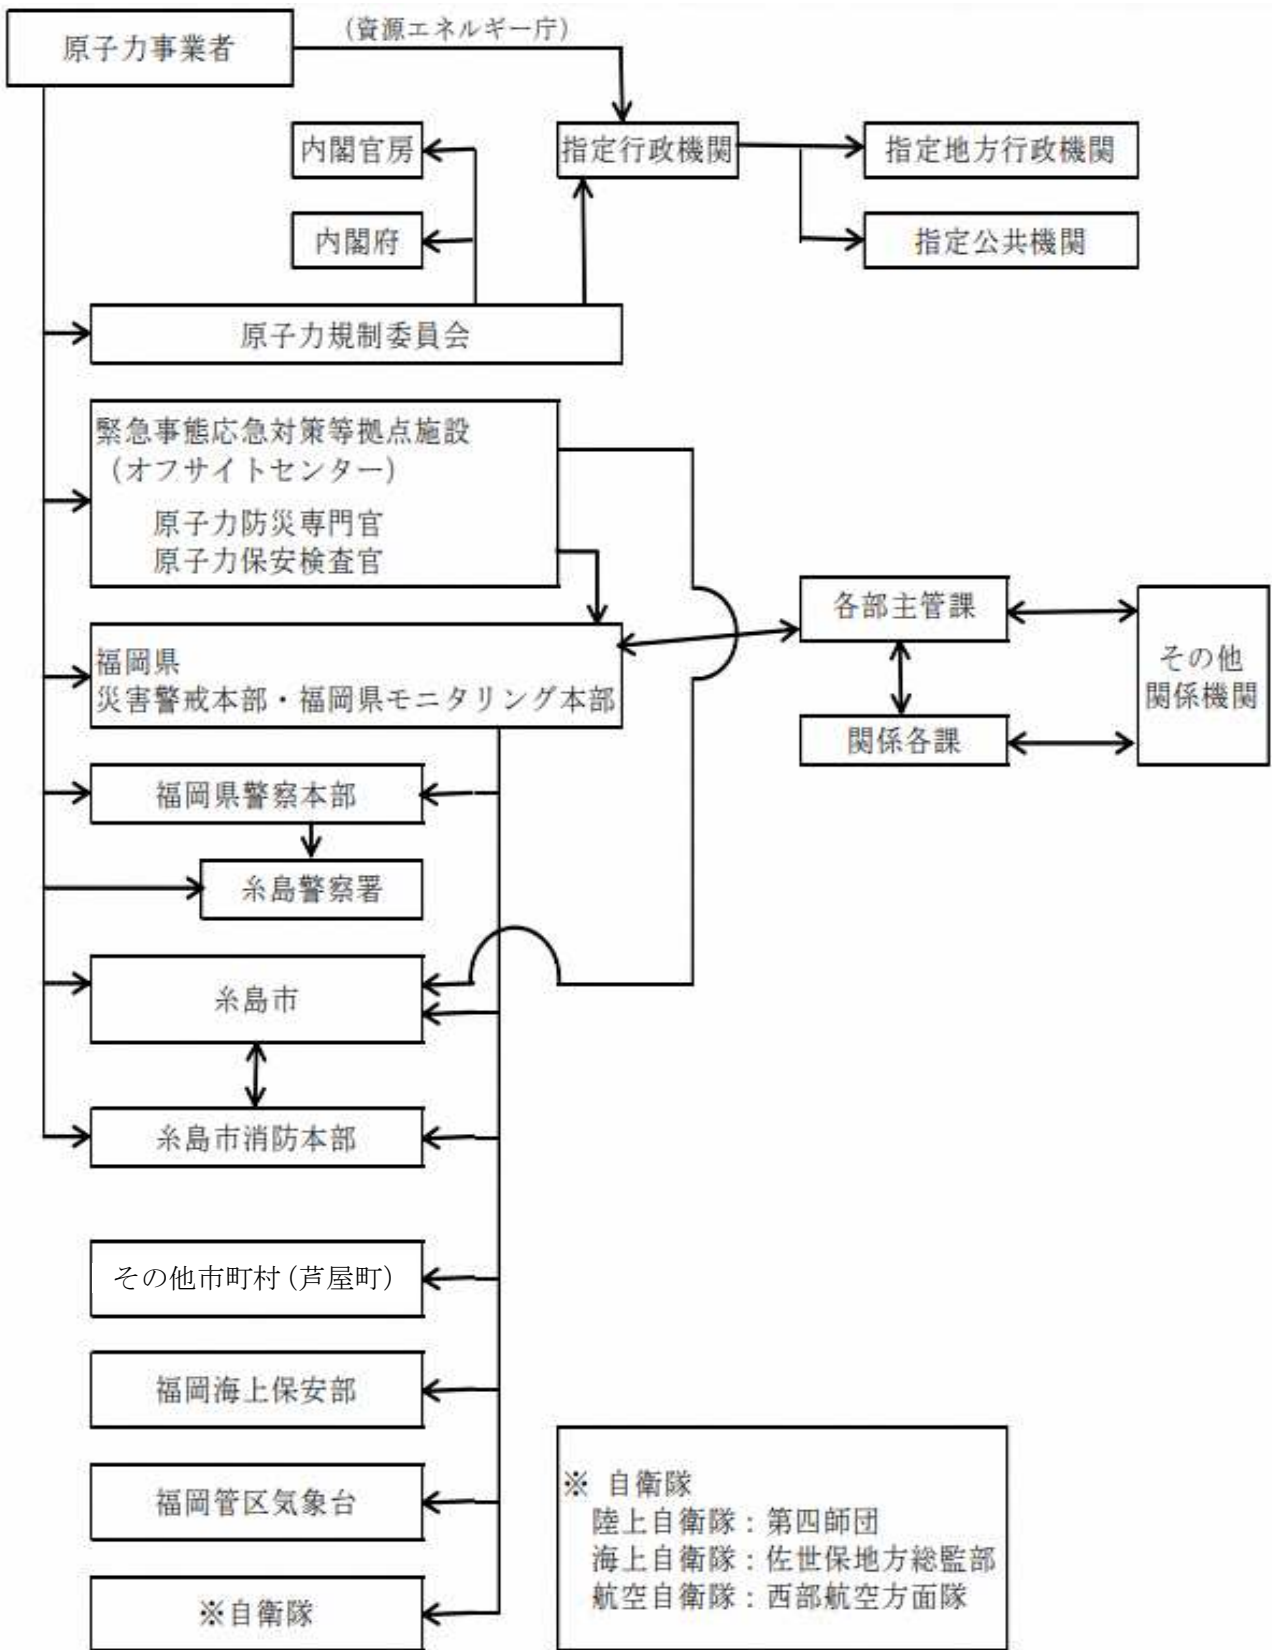 原子力事業者
(資源エネルギー庁)
内閣官房
指定行政機関
指定地方行政機関
内閣府
指定公共機関
原子力規制委員会
緊急事態応急対策等拠点施設
(オフサイトセンター)
原子力防災専門官
原子力保安検査官
福岡県
災害警戒本部・福岡県モニタリング本部
各部主管課
その他
関係機関
関係各課
福岡県警察本部
糸島警察署
糸島市
糸島市消防本部
その他市町村(芦屋町)
福岡海上保安部
福岡管区気象台
※自衛隊
※ 自衛隊
陸上自衛隊:第四師団
海上自衛隊:佐世保地方総監部
航空自衛隊:西部航空方面隊